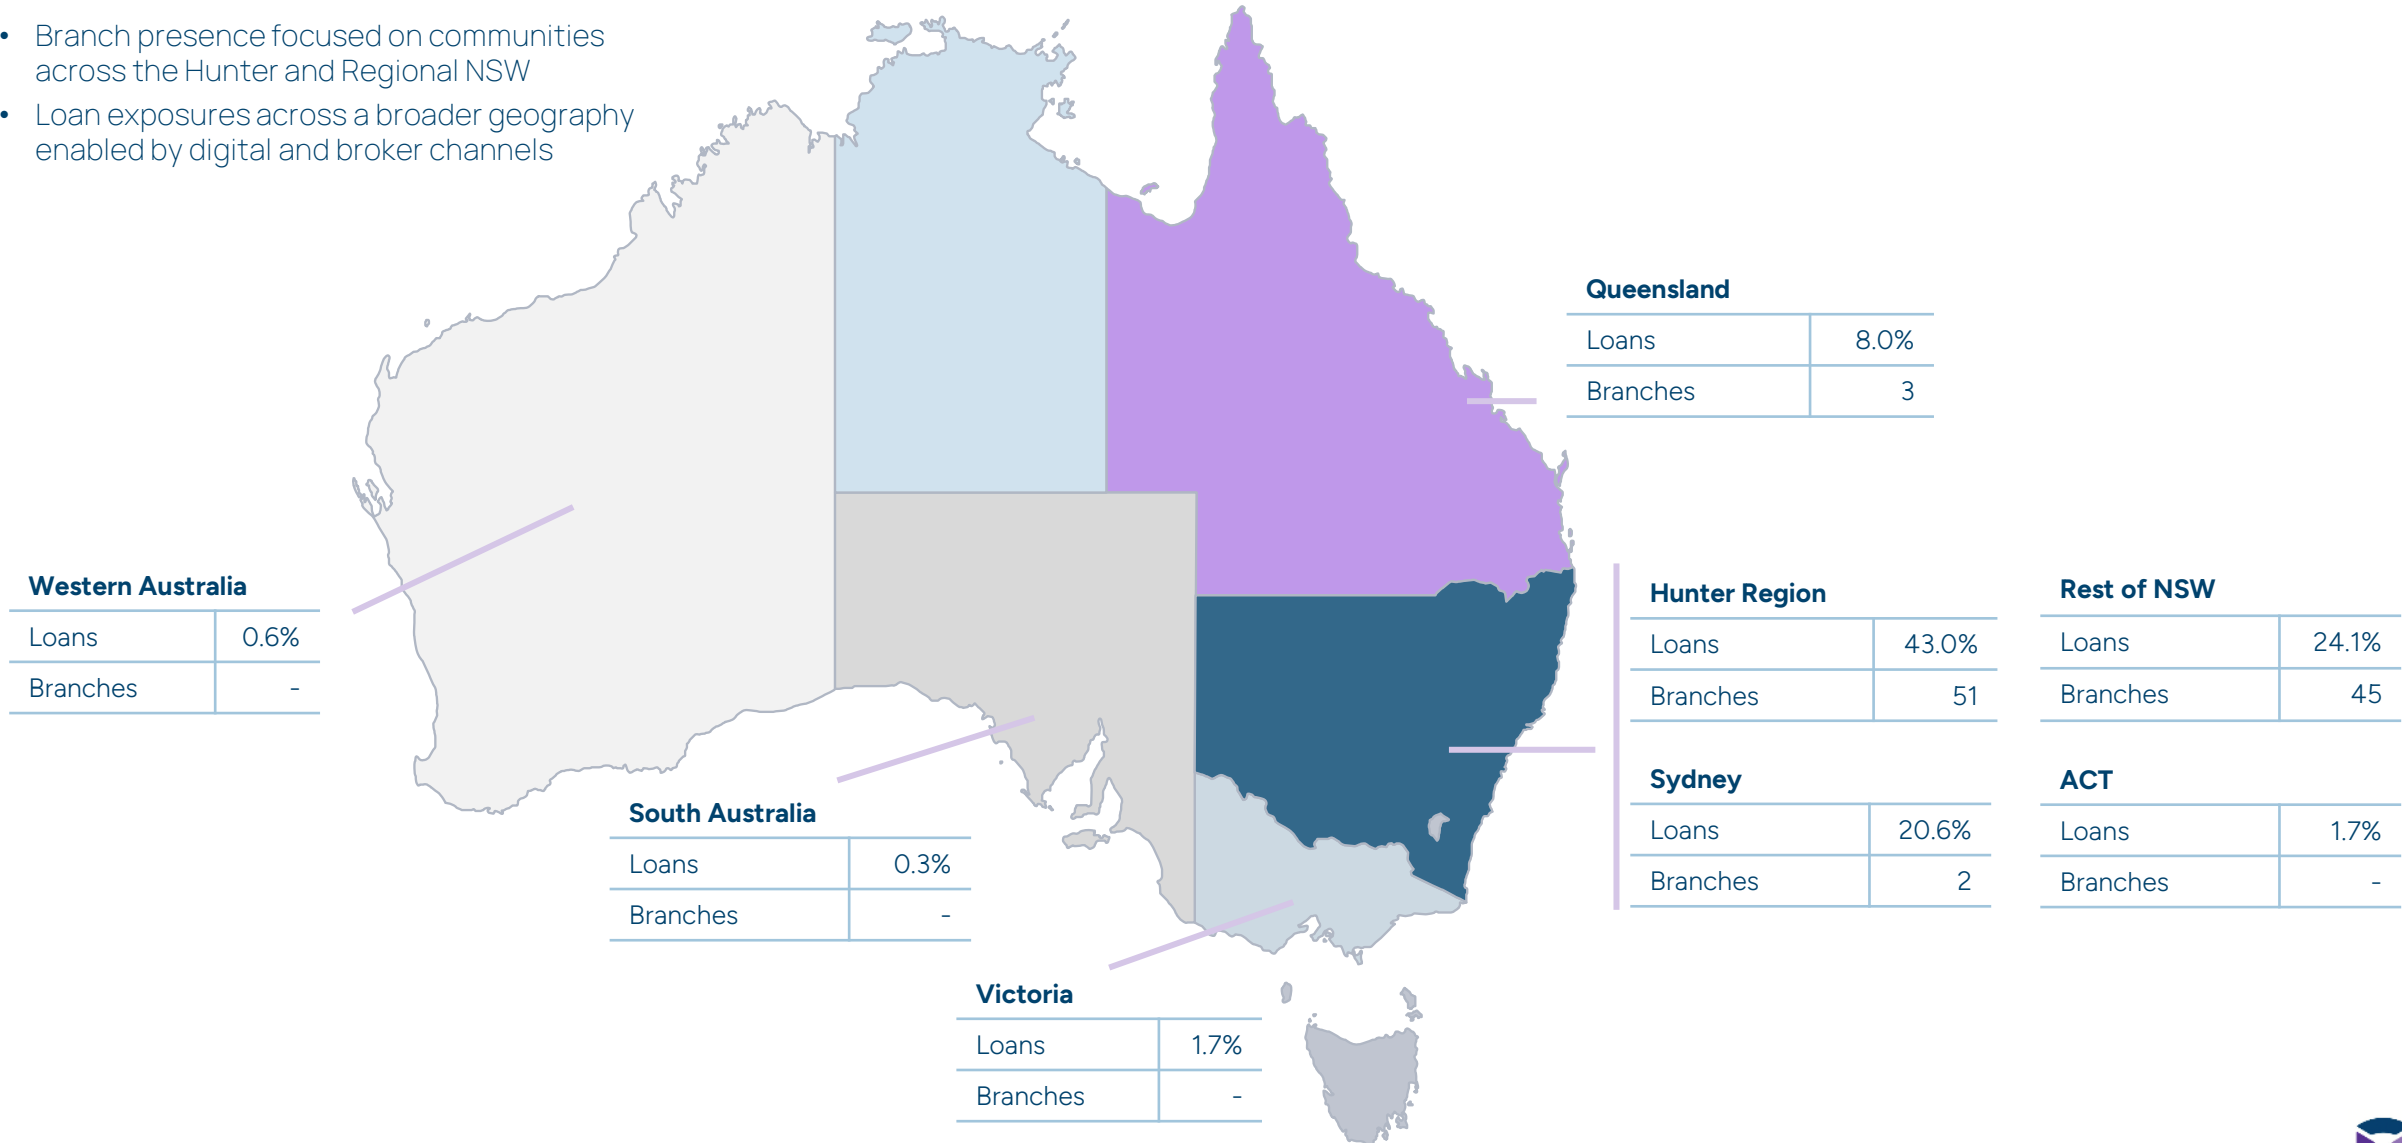 • Branch presence focused on communities
across the Hunter and Regional NSW
• Loan exposures across a broader geography
enabled by digital and broker channels
Queensland
Loans 8.0%
Branches 3
Western Australia
Loans 0.6%
Branches -
Hunter Region
Loans 43.0%
Branches 51
Rest of NSW
Loans 24.1%
Branches 45
Sydney
Loans 20.6%
Branches 2
ACT
Loans 1.7%
Branches -
South Australia
Loans 0.3%
Branches -
Victoria
Loans 1.7%
Branches -